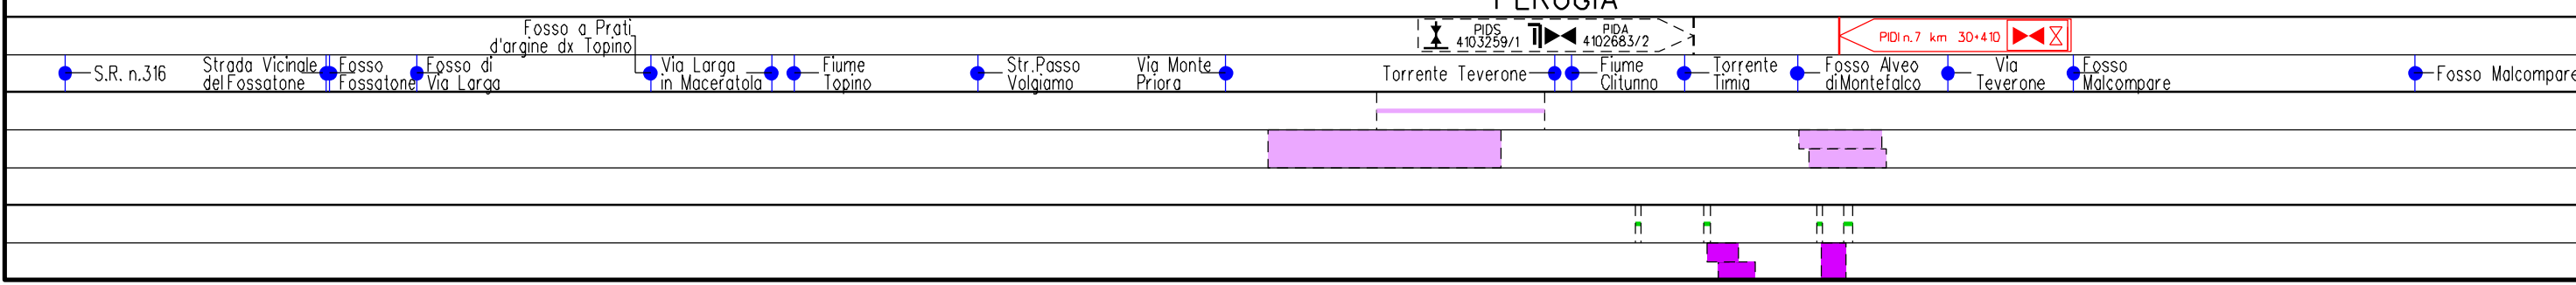 PERUGIA
Fosso a Prati
d'argine dx Topino
PIDS
4103259/1
PIDA
4102683/2
PIDI n. 7 km 30+410
S.R. n.316
Strada Vicinale
del Fossatone
Fosso
Fossatone
Fosso di
Via Larga
Via Larga
in Maceratola
Fiume
Topino
Str.Passo
Volgiamo
Via Monte
Priora
Torrente Teverone
Fiume
Clitunno
Torrente
Timia
Fosso Alveo
di Montefalco
Via
Teverone
Fosso
Malcompare
Fosso Malcompare